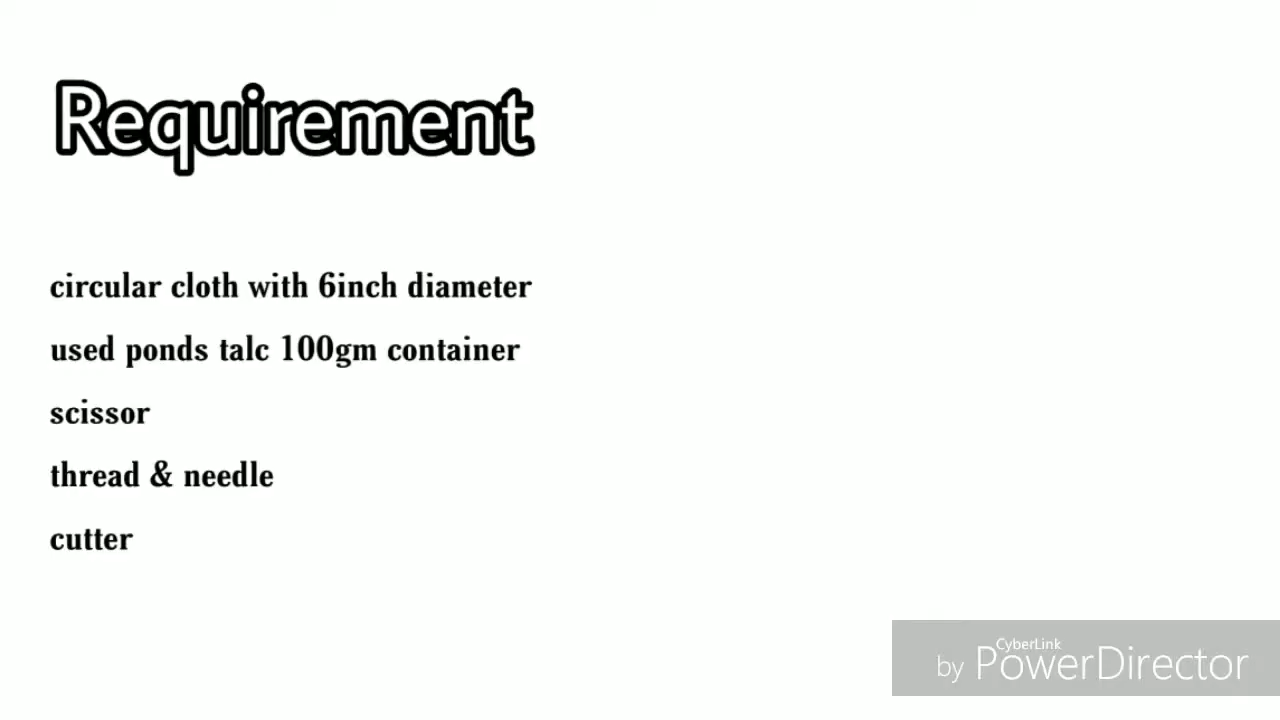 Requirement
circular cloth with 6inch diameter
used ponds talc 100gm container
scissor
thread & needle
cutter
CyberLink
by PowerDirector